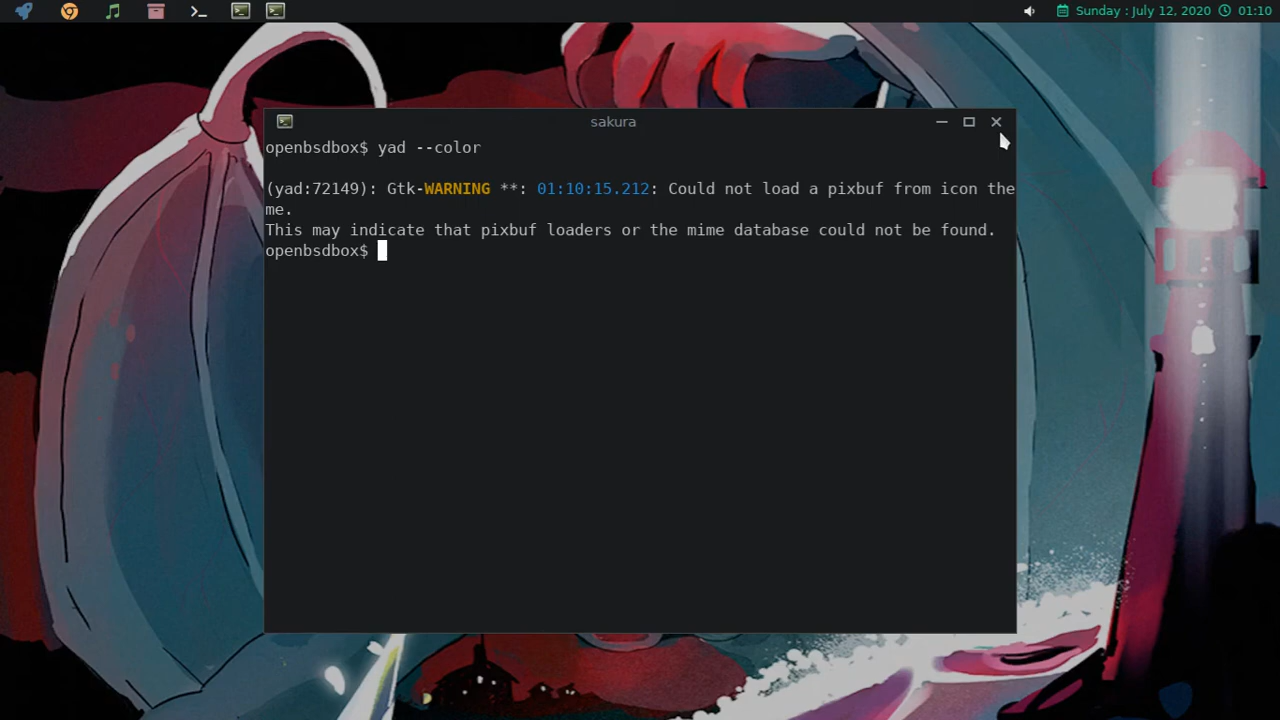 Sunday : July 12, 2020 01:10
sakura
openbsdbox$ yad --color
(yad:72149): Gtk-WARNING **: 01:10:15.212: Could not load a pixbuf from icon the
me.
This may indicate that pixbuf loaders or the mime database could not be found.
openbsdbox$